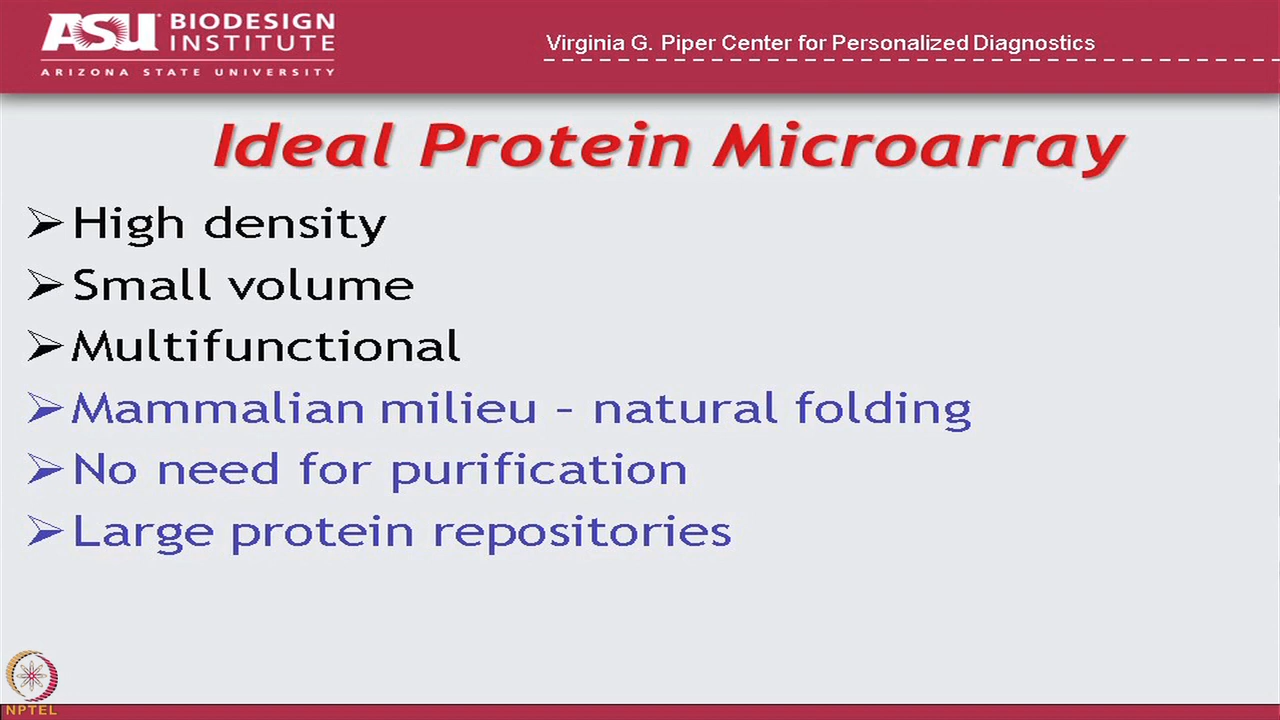 ASU BIODESIGN
INSTITUTE
ARIZONA STATE UNIVERSITY
Virginia G. Piper Center for Personalized Diagnostics
Ideal Protein Microarray
➢High density
➢Small volume
➢Multifunctional
➢Mammalian milieu – natural folding
➢No need for purification
➢Large protein repositories
NPTEL